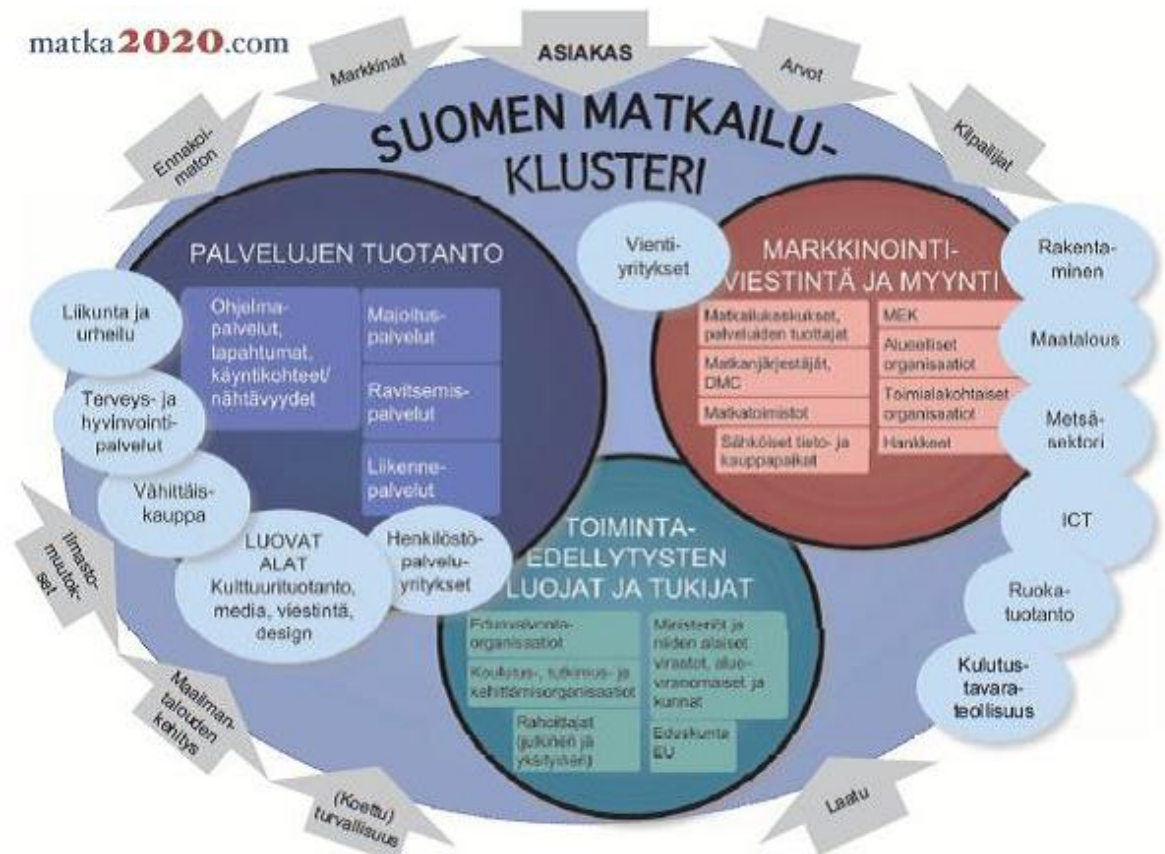 matka2020.com
Markkinat
ASIAKAS
Arvot
Ennakoi-
maton
Kilpailijat
SUOMEN MATKAILU-
KLUSTERI
PALVELUJEN TUOTANTO
Ohjelma-
palvelut,
tapahtumat,
käyntikohteet/
nähtävyydet
Majoitus-
palvelut
Ravitsemis-
palvelut
Liikenne-
palvelut
Vienti-
yritykset
MARKKINOINTI-
VIESTINTÄ JA MYYNTI
Matkailukeskukset,
palveluiden tuottajat
Matkanjärjestäjät,
DMC
Matkatoimistot
Sähköiset tieto- ja
kauppapaikat
MEK
Alueelliset
organisaatiot
Toimialakohtaiset
organisaatiot
Hankkeet
Rakenta-
minen
Maatalous
Metsä-
sektori
ICT
Ruoka-
tuotanto
Kulutus-
tavara-
teollisuus
Liikunta ja
urheilu
Terveys- ja
hyvinvointi-
palvelut
Vähittäis-
kauppa
LUOVAT
ALAT
Kulttuurituotanto,
media, viestintä,
design
Henkilöstö-
palvelu-
yritykset
TOIMINTA-
EDELLYTYSTEN
LUOJAT JA TUKIJAT
Edunvalvonta-
organisaatiot
Koulutus-, tutkimus- ja
kehittämisorganisaatiot
Rahoittajat
(julkinen ja
yksityinen)
Ministeriöt ja
niiden alaiset
virastot, alue-
viranomaiset ja
kunnat
Eduskunta
EU
Ilmasto-
muutok-
set
Maailman-
talouden
kehitys
(Koettu)
turvallisuus
Laatu